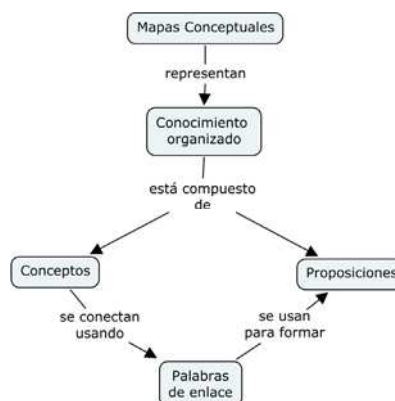 Mapas Conceptuales
representan
Conocimiento
organizado
está compuesto
de
Conceptos
Proposiciones
se conectan
usando
se usan
para formar
Palabras
de enlace